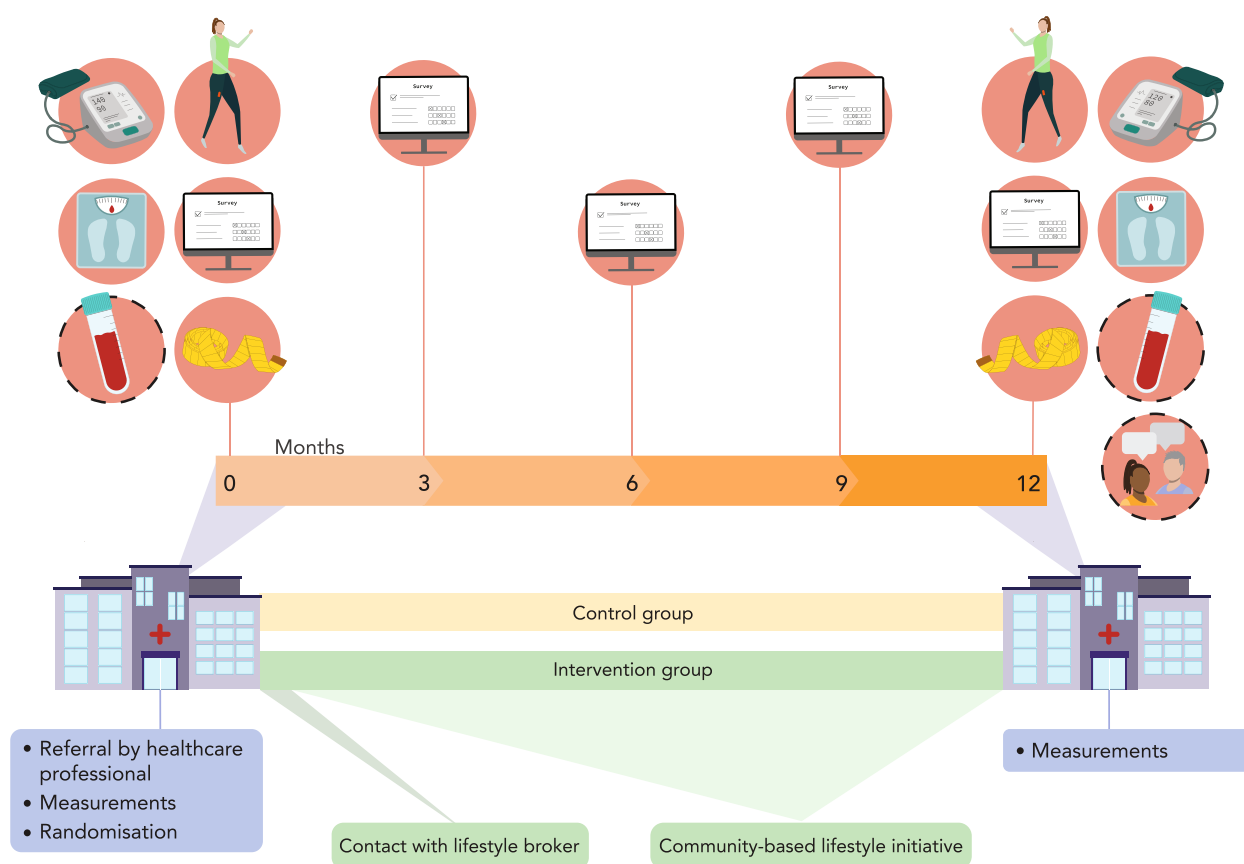 140
90
Survey
Survey
120
80
Survey
Survey
Survey
Months
0
3
6
9
12
Control group
Intervention group
• Referral by healthcare
professional
• Measurements
• Randomisation
• Measurements
Contact with lifestyle broker
Community-based lifestyle initiative